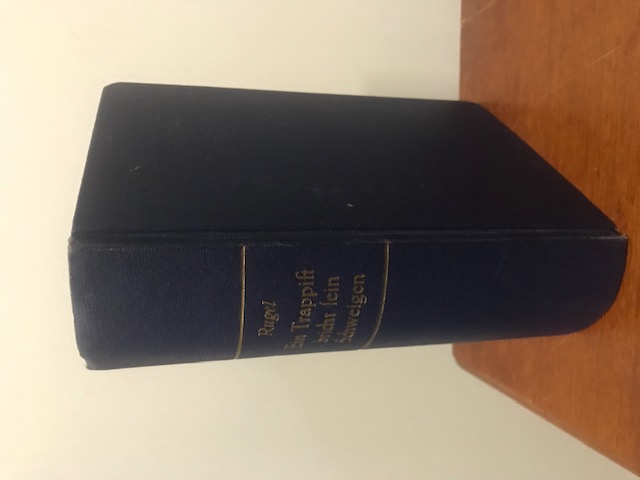 Rugel
Ein Trappiſt
bricht ſein
Schweigen